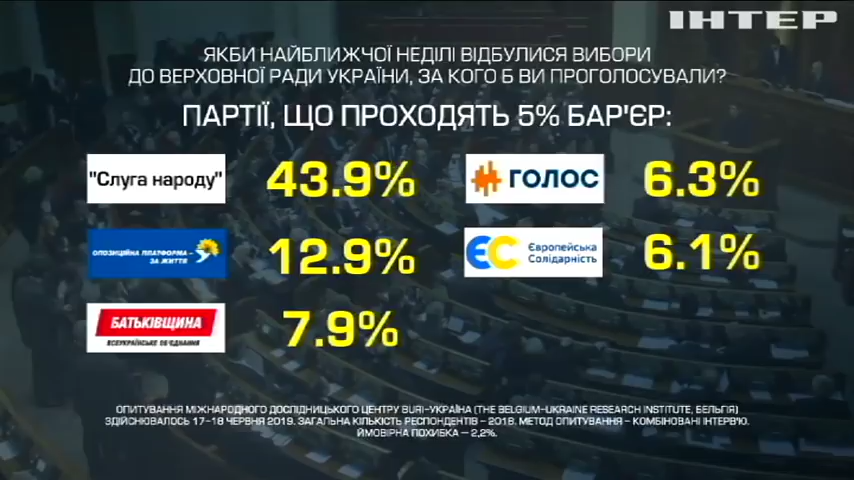 ІНТЕР
ЯКБИ НАЙБЛИЖЧОЇ НЕДІЛІ ВІДБУЛИСЯ ВИБОРИ
ДО ВЕРХОВНОЇ РАДИ УКРАЇНИ, ЗА КОГО Б ВИ ПРОГОЛОСУВАЛИ?
ПАРТІЇ, ЩО ПРОХОДЯТЬ 5% БАР'ЄР:
"Слуга народу" 43.9%
ОПОЗИЦІЙНА ПЛАТФОРМА –
ЗА ЖИТТЯ
12.9%
БАТЬКІВЩИНА
ВСЕУКРАЇНСЬКЕ ОБ'ЄДНАННЯ
7.9%
ГОЛОС 6.3%
ЄС Європейська
Солідарність
6.1%
ОПИТУВАННЯ МІЖНАРОДНОГО ДОСЛІДНИЦЬКОГО ЦЕНТРУ BURI-УКРАЇНА (THE BELGIUM-UKRAINE RESEARCH INSTITUTE, БЕЛЬГІЯ)
ЗДІЙСНЮВАЛОСЬ 17-18 ЧЕРВНЯ 2019. ЗАГАЛЬНА КІЛЬКІСТЬ РЕСПОНДЕНТІВ – 2018. МЕТОД ОПИТУВАННЯ – КОМБІНОВАНІ ІНТЕРВ'Ю.
ЙМОВІРНА ПОХИБКА – 2,2%.